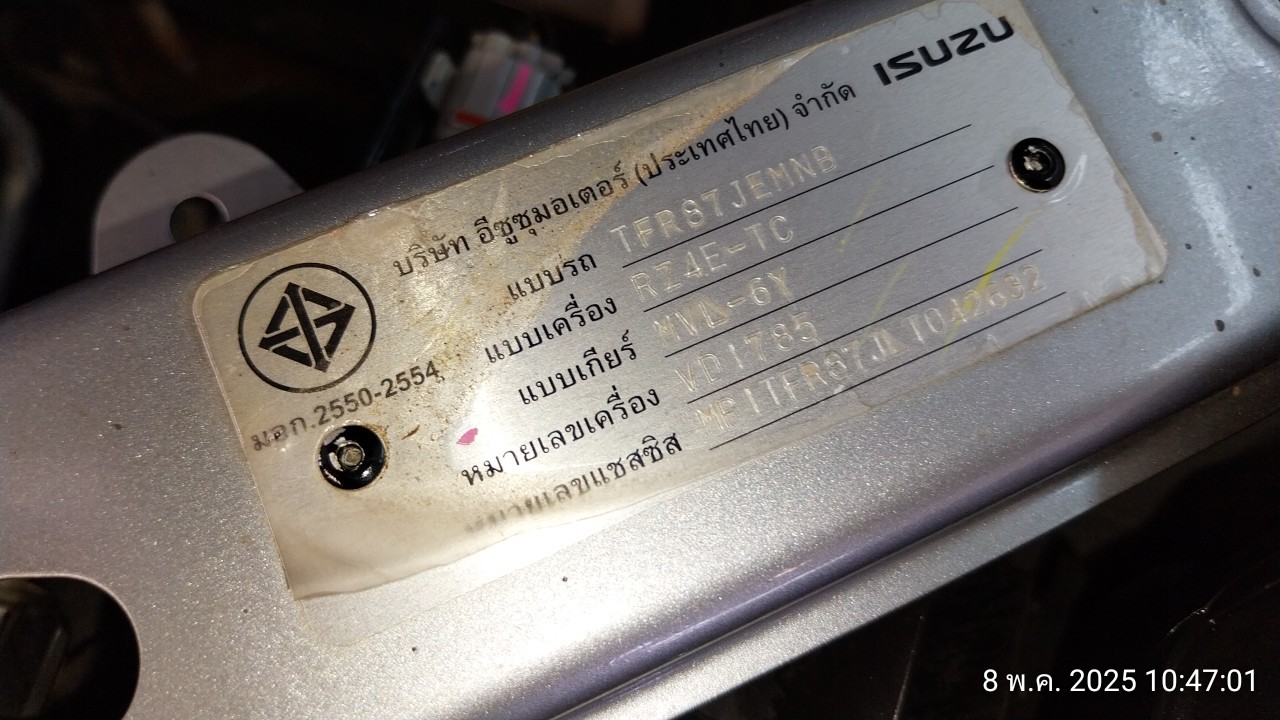 ISUZU
บริษัท อีซูซุมอเตอร์ (ประเทศไทย) จำกัด
แบบรถ TFR87JEMNB
แบบเครื่อง RZ4E-TC
แบบเกียร์ MVL-6Y
หมายเลขเครื่อง VD1785
หมายเลขแชสซิส
มอก.2550-2554
8 พ.ค. 2025 10:47:01